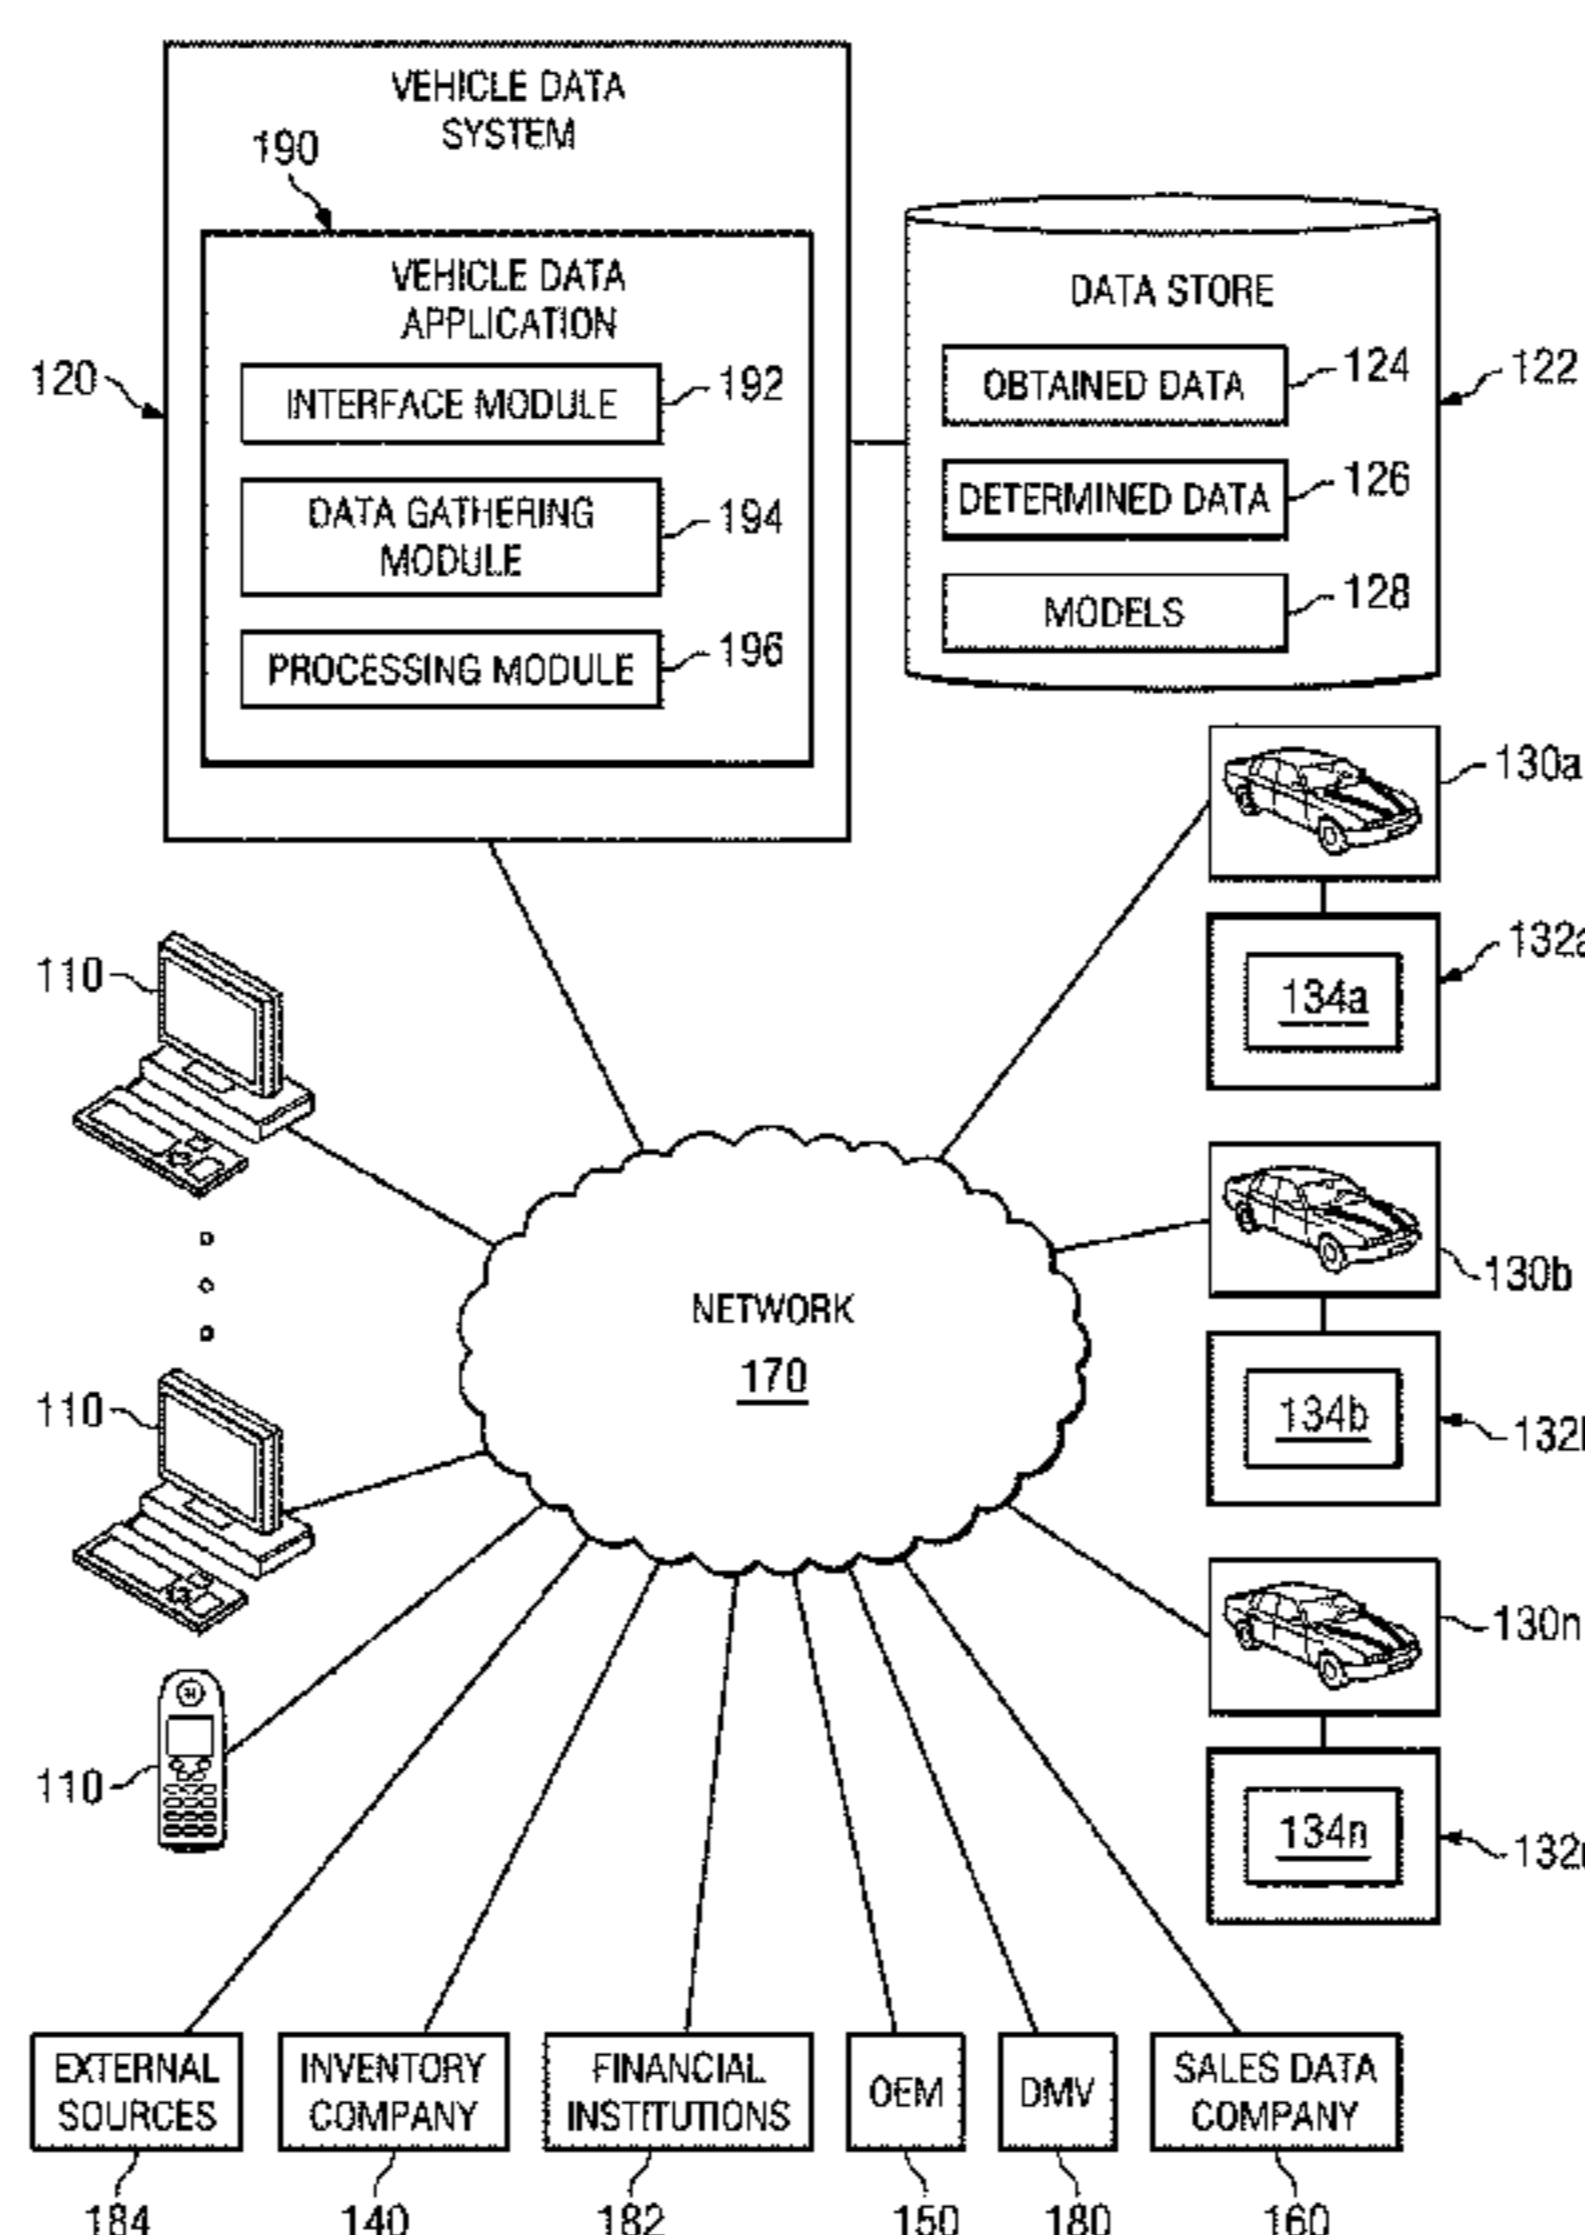 VEHICLE DATA
SYSTEM
190
VEHICLE DATA
APPLICATION
120
INTERFACE MODULE
192
DATA GATHERING
MODULE
194
PROCESSING MODULE
196
DATA STORE
OBTAINED DATA
124
122
DETERMINED DATA
126
MODELS
128
130a
132a
134a
110
130b
NETWORK
170
110
134b
132
130n
110
134n
132
EXTERNAL
SOURCES
INVENTORY
COMPANY
FINANCIAL
INSTITUTIONS
OEM
DMV
SALES DATA
COMPANY
184
140
182
150
180
160